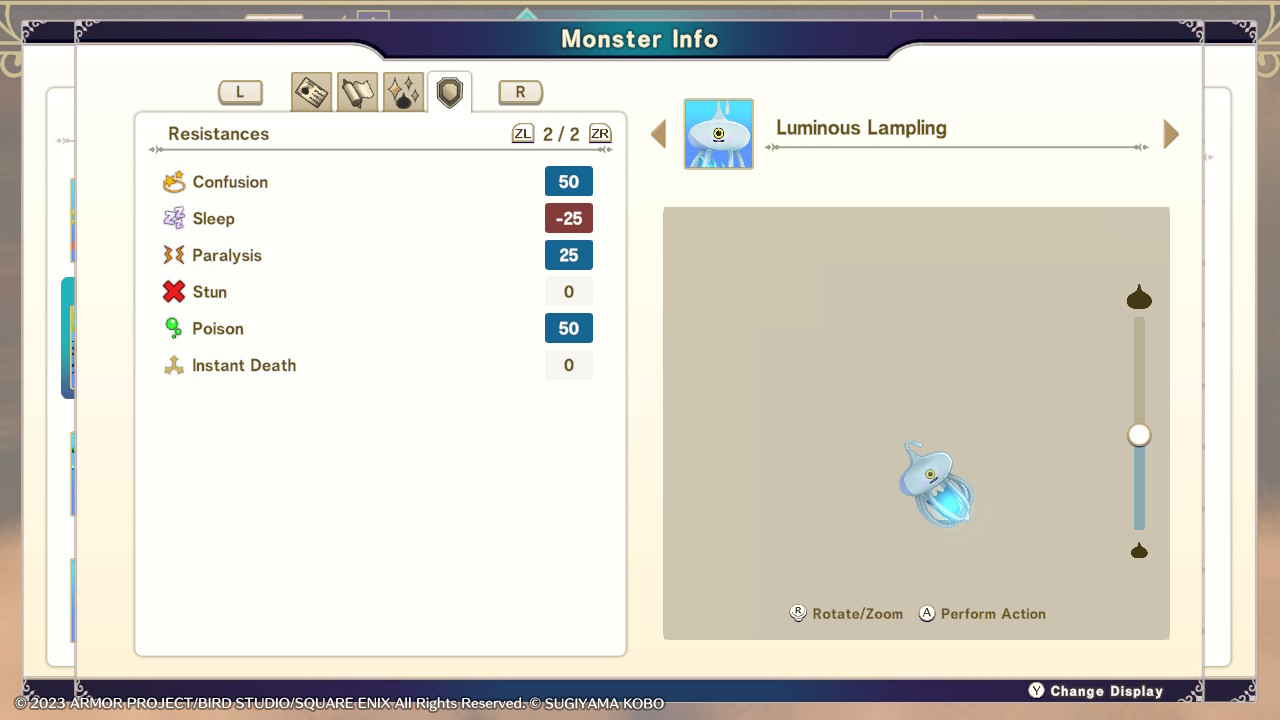 Monster Info
L
R
Resistances
ZL 2 / 2 ZR
Luminous Lampling
Confusion 50
Sleep -25
Paralysis 25
Stun 0
Poison 50
Instant Death 0
R Rotate/Zoom A Perform Action
Y Change Display
© 2023 ARMOR PROJECT/BIRD STUDIO/SQUARE ENIX All Rights Reserved. © SUGIYAMA KOBO